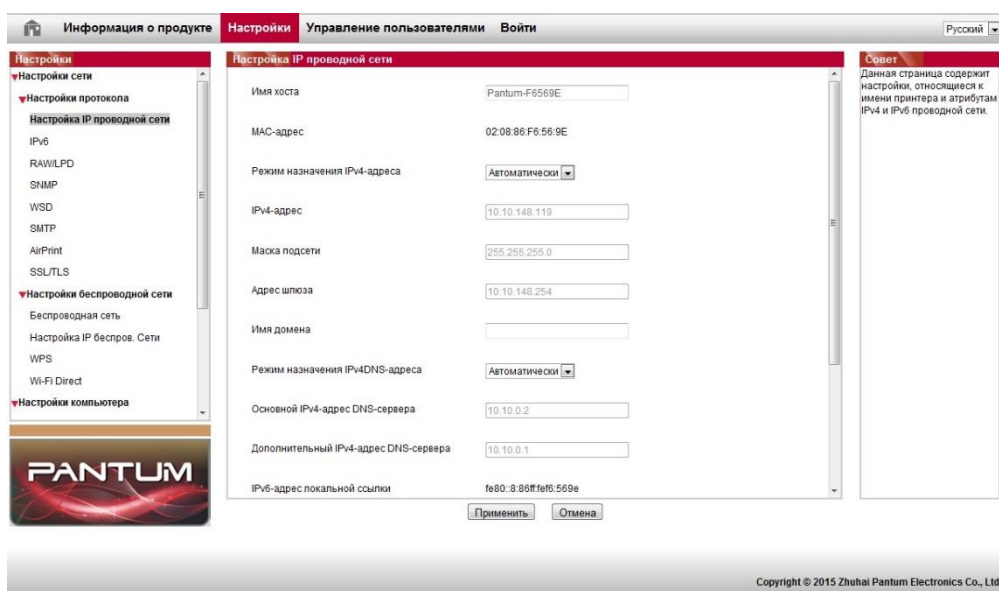 Информация о продукте Настройки Управление пользователями Войти Русский
Настройки
Настройки сети
Настройки протокола
Настройка IP проводной сети
IPv6
RAW/LPD
SNMP
WSD
SMTP
AirPrint
SSL/TLS
Настройки беспроводной сети
Беспроводная сеть
Настройка IP беспров. Сети
WPS
Wi-Fi Direct
Настройки компьютера
PANTUM
Настройка IP проводной сети
Имя хоста Pantum-F6569E
MAC-адрес 02:08:86:F6:56:9E
Режим назначения IPv4-адреса Автоматически
IPv4-адрес 10.10.148.119
Маска подсети 255.255.255.0
Адрес шлюза 10.10.148.254
Имя домена
Режим назначения IPv4DNS-адреса Автоматически
Основной IPv4-адрес DNS-сервера 10.10.0.2
Дополнительный IPv4-адрес DNS-сервера 10.10.0.1
IPv6-адрес локальной ссылки fe80::8:86ff:fef6:569e
Применить Отмена
Совет
Данная страница содержит
настройки, относящиеся к
имени принтера и атрибутам
IPv4 и IPv6 проводной сети.
Copyright © 2015 Zhuhai Pantum Electronics Co., Ltd